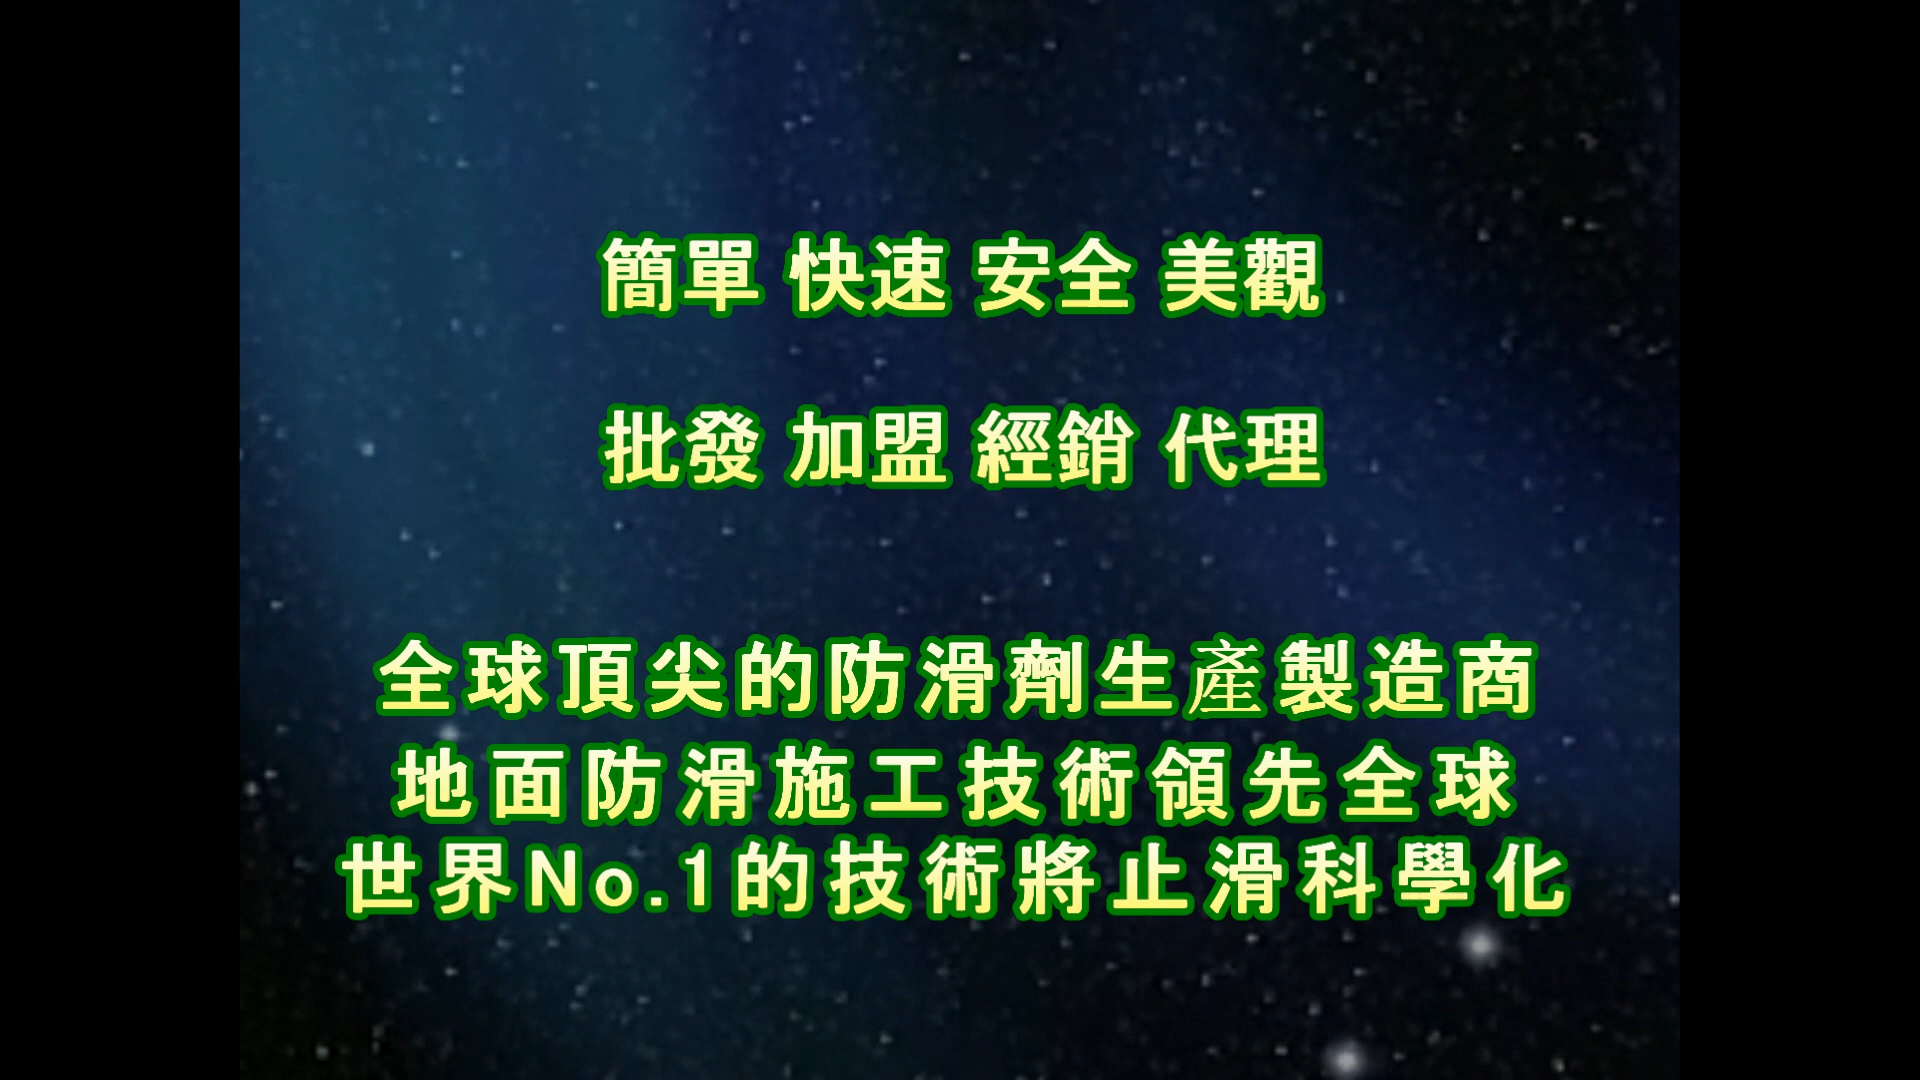 簡單 快速 安全 美觀
批發 加盟 經銷 代理
全球頂尖的防滑劑生產製造商
地面防滑施工技術領先全球
世界No.1的技術將止滑科學化